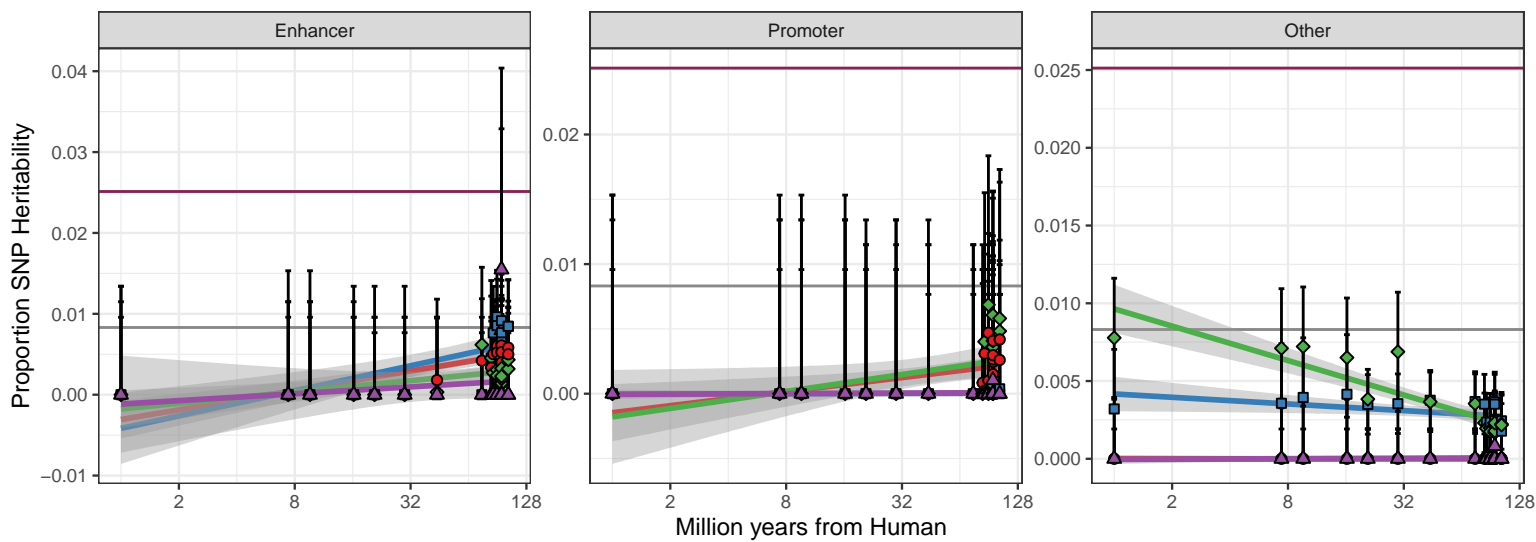 Enhancer
Promoter
Other
Proportion SNP Heritability
0.04
0.03
0.02
0.01
0.00
−0.01
0.02
0.01
0.00
0.025
0.020
0.015
0.010
0.005
0.000
2 8 32 128
2 8 32 128
2 8 32 128
Million years from Human